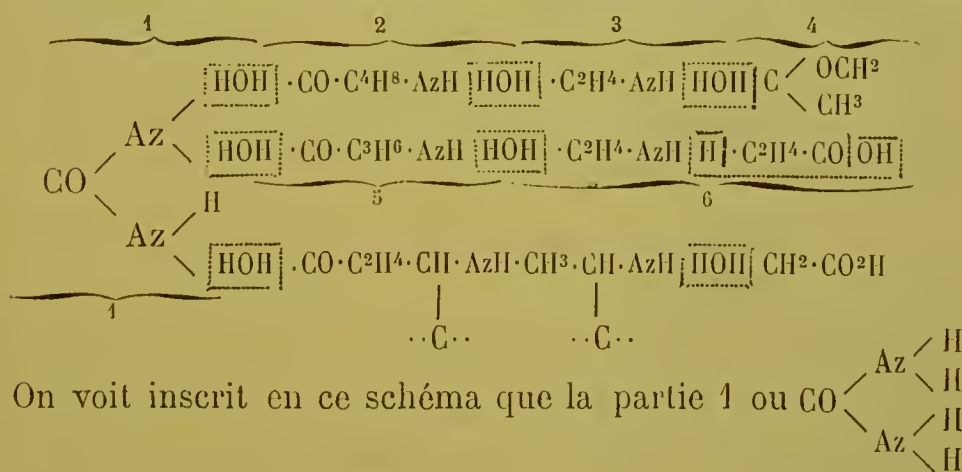 1 2 3 4
HOH ·CO·C⁴H⁸·AzH HOH ·C²H⁴·AzH HOH C OCH²
CH³
Az
HOH ·CO·C³H⁶·AzH HOH ·C²H⁴·AzH H ·C²H⁴·CO OH
CO
5 6
H
Az
HOH ·CO·C²H⁴·CH·AzH·CH³·CH·AzH HOH CH²·CO²H
1
··C·· ··C··
H
Az
H
On voit inscrit en ce schéma que la partie 1 ou CO
H
Az
H